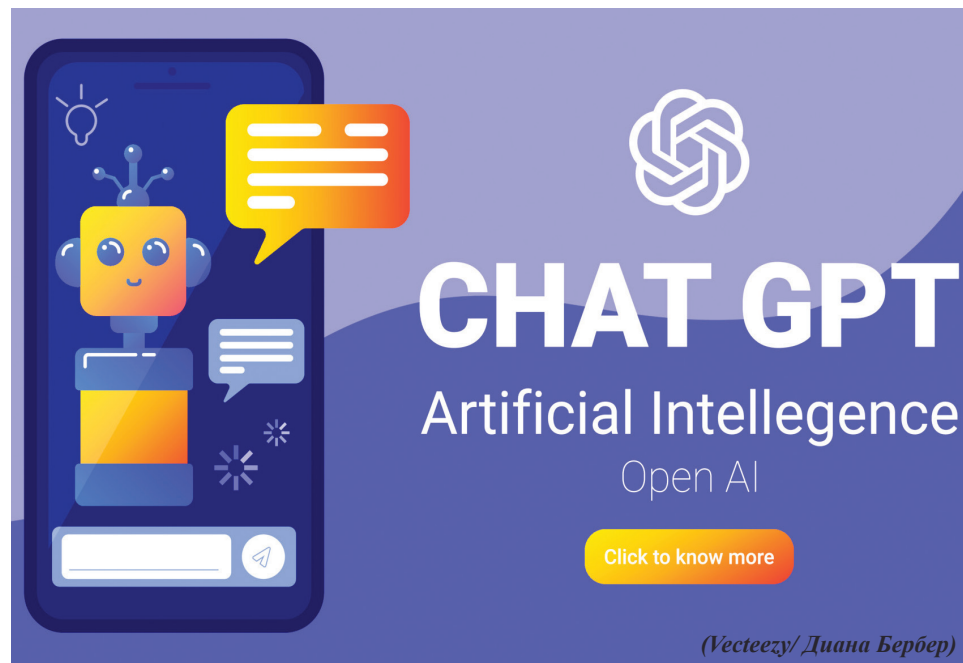 CHAT GPT
Artificial Intellegence
Open AI
Click to know more
(Vecteezy/ Диана Бербер)